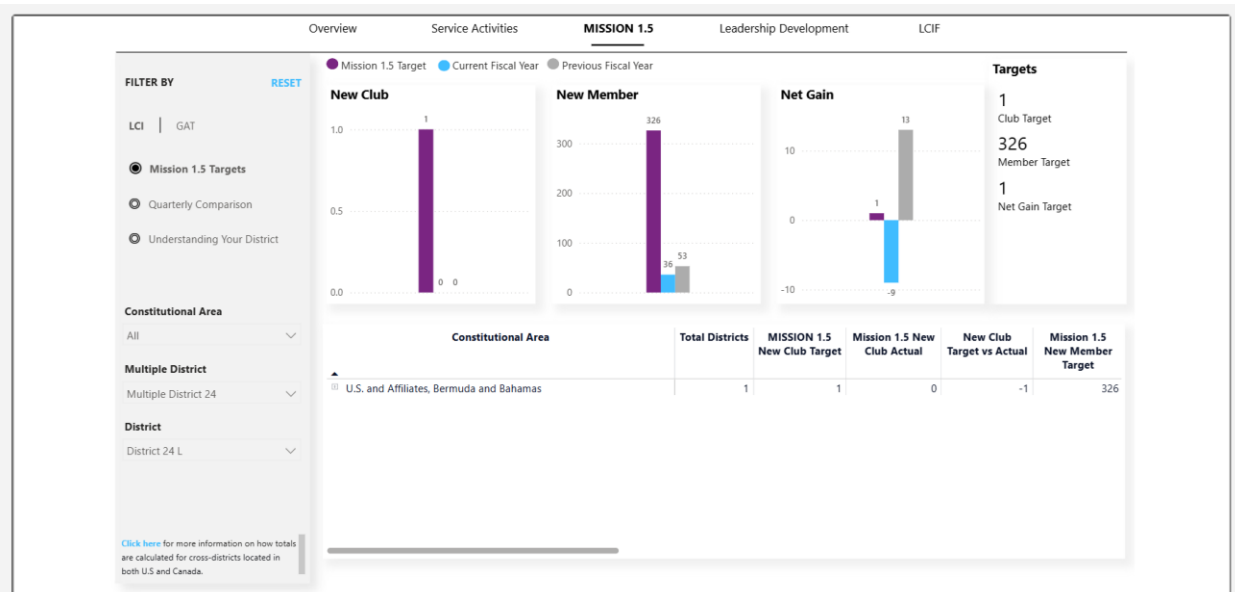 Overview Service Activities MISSION 1.5 Leadership Development LCIF
FILTER BY RESET
LCI | GAT
Mission 1.5 Targets
Quarterly Comparison
Understanding Your District
Constitutional Area
All
Multiple District
Multiple District 24
District
District 24 L
Click here for more information on how totals
are calculated for cross-districts located in
both U.S and Canada.
Mission 1.5 Target Current Fiscal Year Previous Fiscal Year
New Club
1.0
0.5
0.0
1
0 0
New Member
300
200
100
0
326
36
53
Net Gain
10
0
-10
1
-9
13
Targets
1
Club Target
326
Member Target
1
Net Gain Target
Constitutional Area Total Districts MISSION 1.5 New Club Target Mission 1.5 New Club Actual New Club Target vs Actual Mission 1.5 New Member Target
U.S. and Affiliates, Bermuda and Bahamas 1 1 0 -1 326